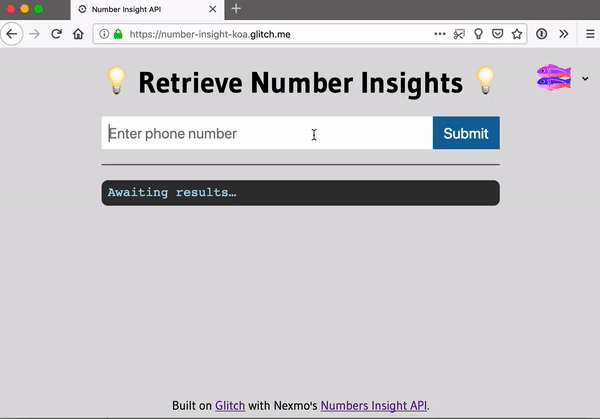 Number Insight API
https://number-insight-koa.glitch.me
💡 Retrieve Number Insights 💡
Enter phone number
Submit
Awaiting results…
Built on Glitch with Nexmo's Numbers Insight API.